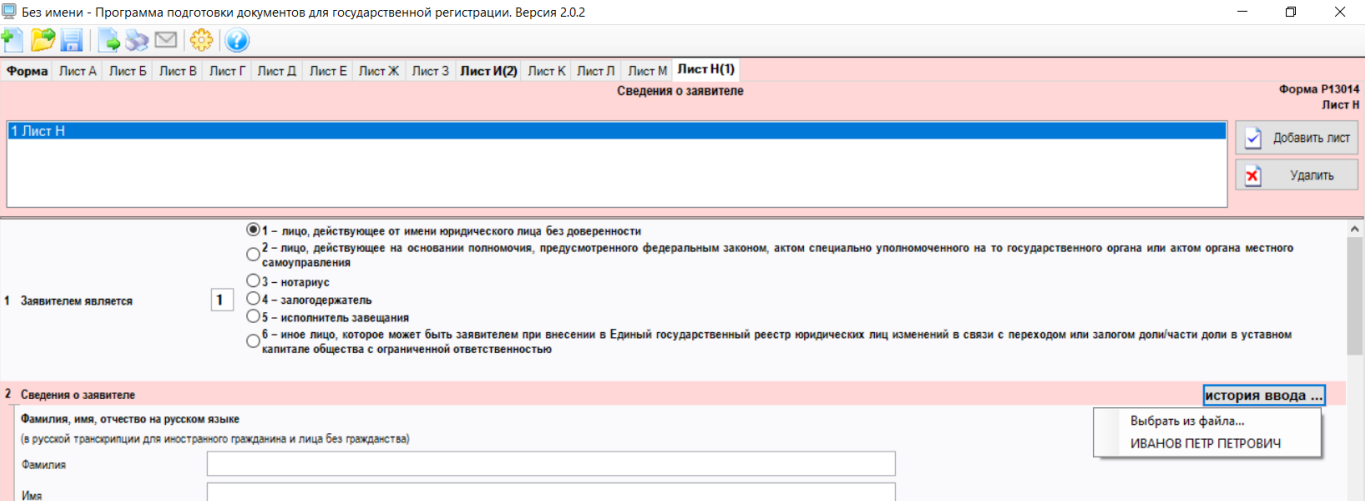 Без имени - Программа подготовки документов для государственной регистрации. Версия 2.0.2
Форма Лист А Лист Б Лист В Лист Г Лист Д Лист Е Лист Ж Лист З Лист И(2) Лист К Лист Л Лист М Лист Н(1)
Сведения о заявителе
Форма Р13014
Лист Н
1 Лист Н
Добавить лист
Удалить
1 – лицо, действующее от имени юридического лица без доверенности
2 – лицо, действующее на основании полномочия, предусмотренного федеральным законом, актом специально уполномоченного на то государственного органа или актом органа местного
самоуправления
3 – нотариус
1 Заявителем является 1
4 – залогодержатель
5 – исполнитель завещания
6 – иное лицо, которое может быть заявителем при внесении в Единый государственный реестр юридических лиц изменений в связи с переходом или залогом доли/части доли в уставном
капитале общества с ограниченной ответственностью
2 Сведения о заявителе
история ввода ...
Выбрать из файла...
ИВАНОВ ПЕТР ПЕТРОВИЧ
Фамилия, имя, отчество на русском языке
(в русской транскрипции для иностранного гражданина и лица без гражданства)
Фамилия
Имя